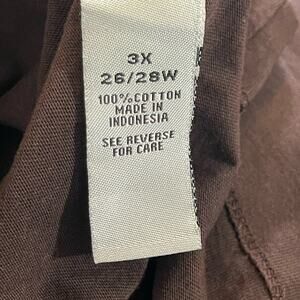 3X
26/28W
100%COTTON
MADE IN
INDONESIA
SEE REVERSE
FOR CARE